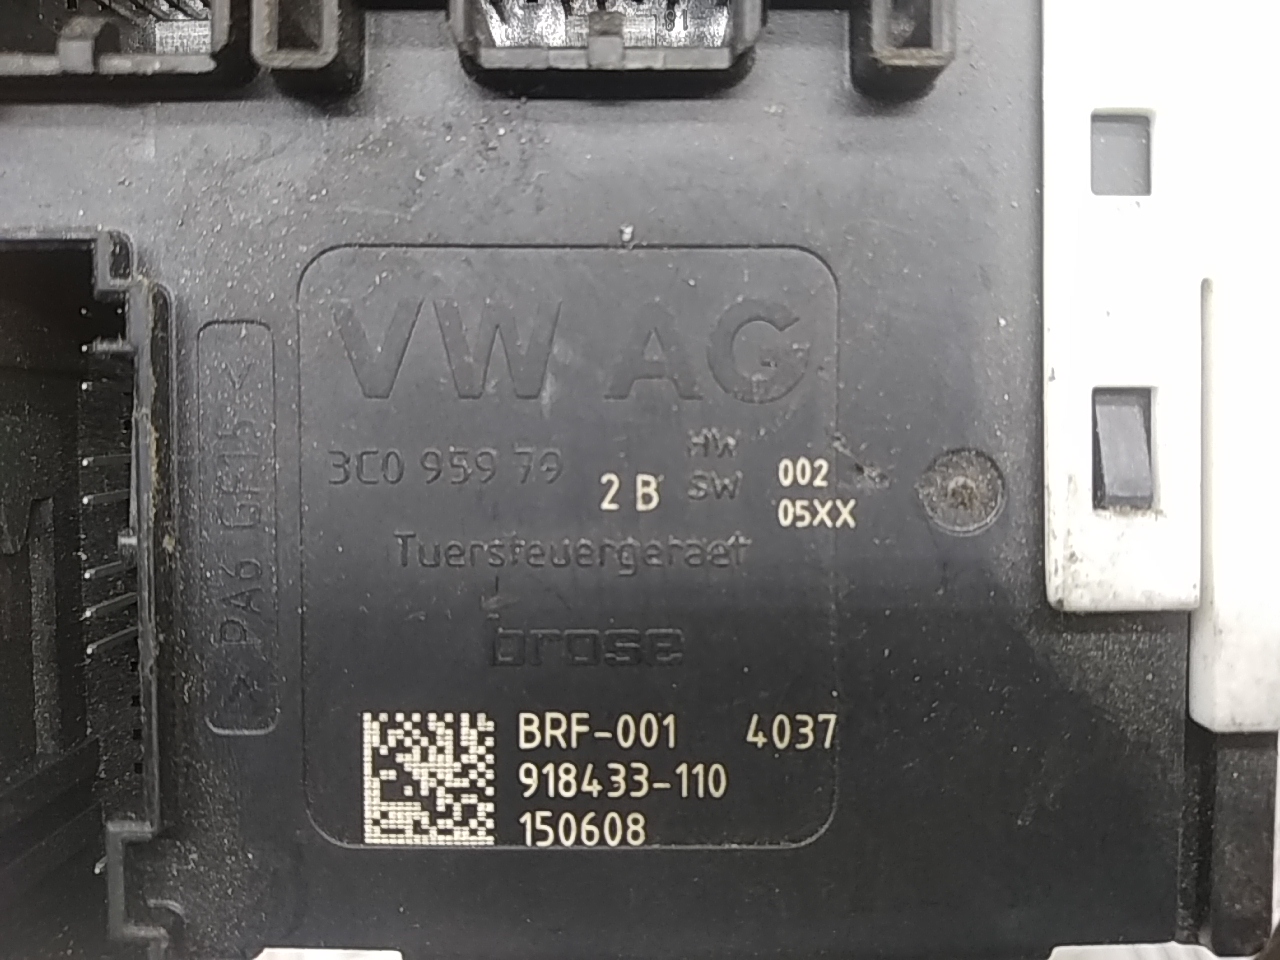 VW AG
3C0 959 79 2 B HW 002
SW 05XX
Tuersteuergeraet
brose
BRF-001 4037
918433-110
150608
>PA6 GF15<